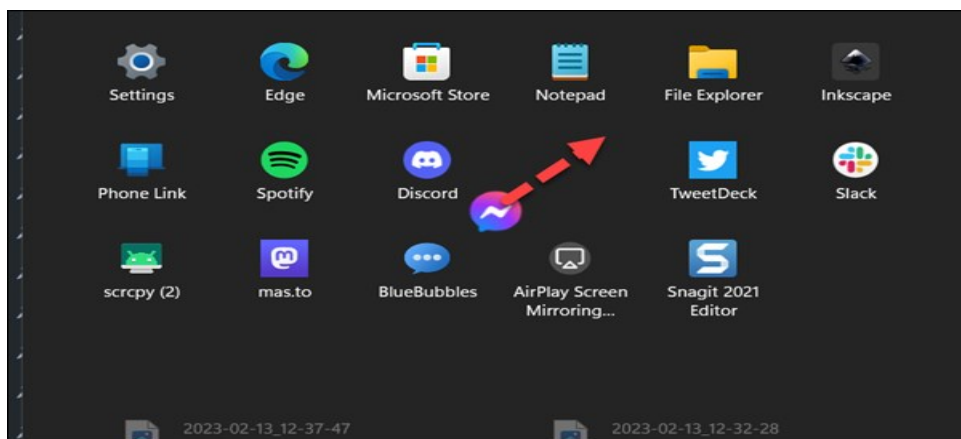 Settings
Edge
Microsoft Store
Notepad
File Explorer
Inkscape
Phone Link
Spotify
Discord
TweetDeck
Slack
scrcpy (2)
mas.to
BlueBubbles
AirPlay Screen
Mirroring...
Snagit 2021
Editor
2023-02-13_12-37-47
2023-02-13_12-32-28